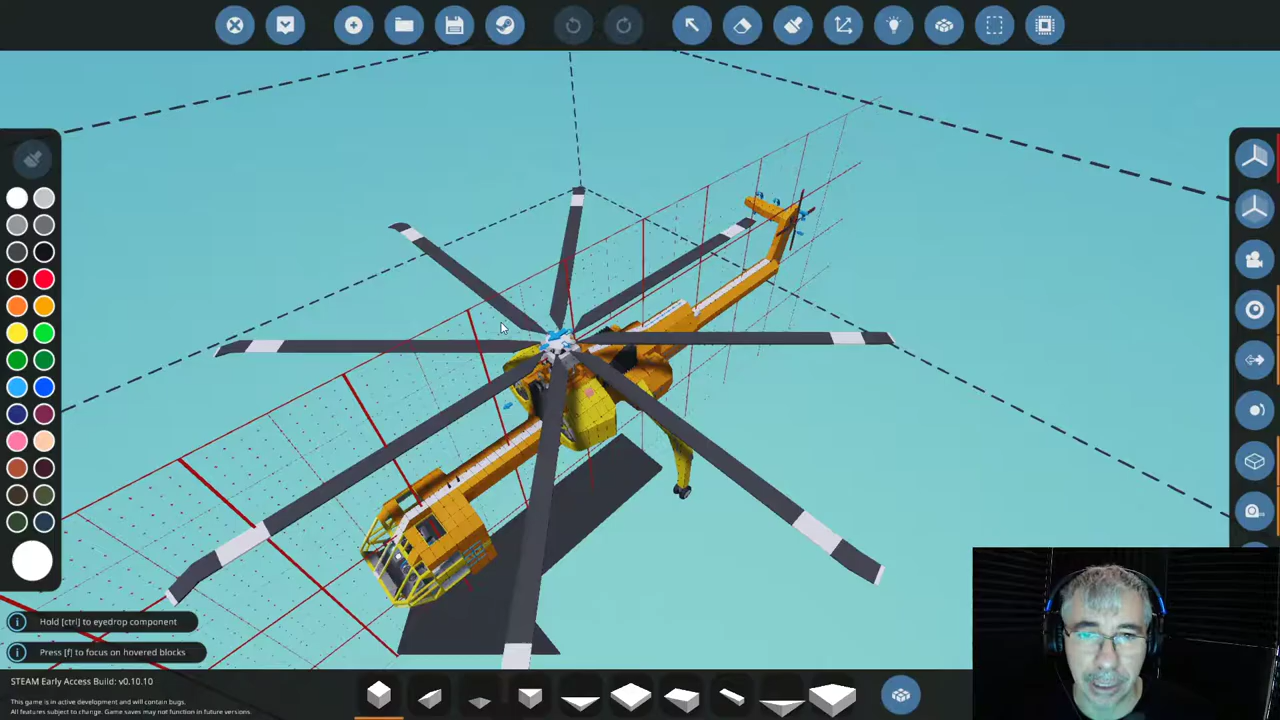 Hold [ctrl] to eyedrop component
Press [f] to focus on hovered blocks
STEAM Early Access Build: v0.10.10
This game is in active development and will contain bugs.
All features subject to change. Game saves may not function in future versions.